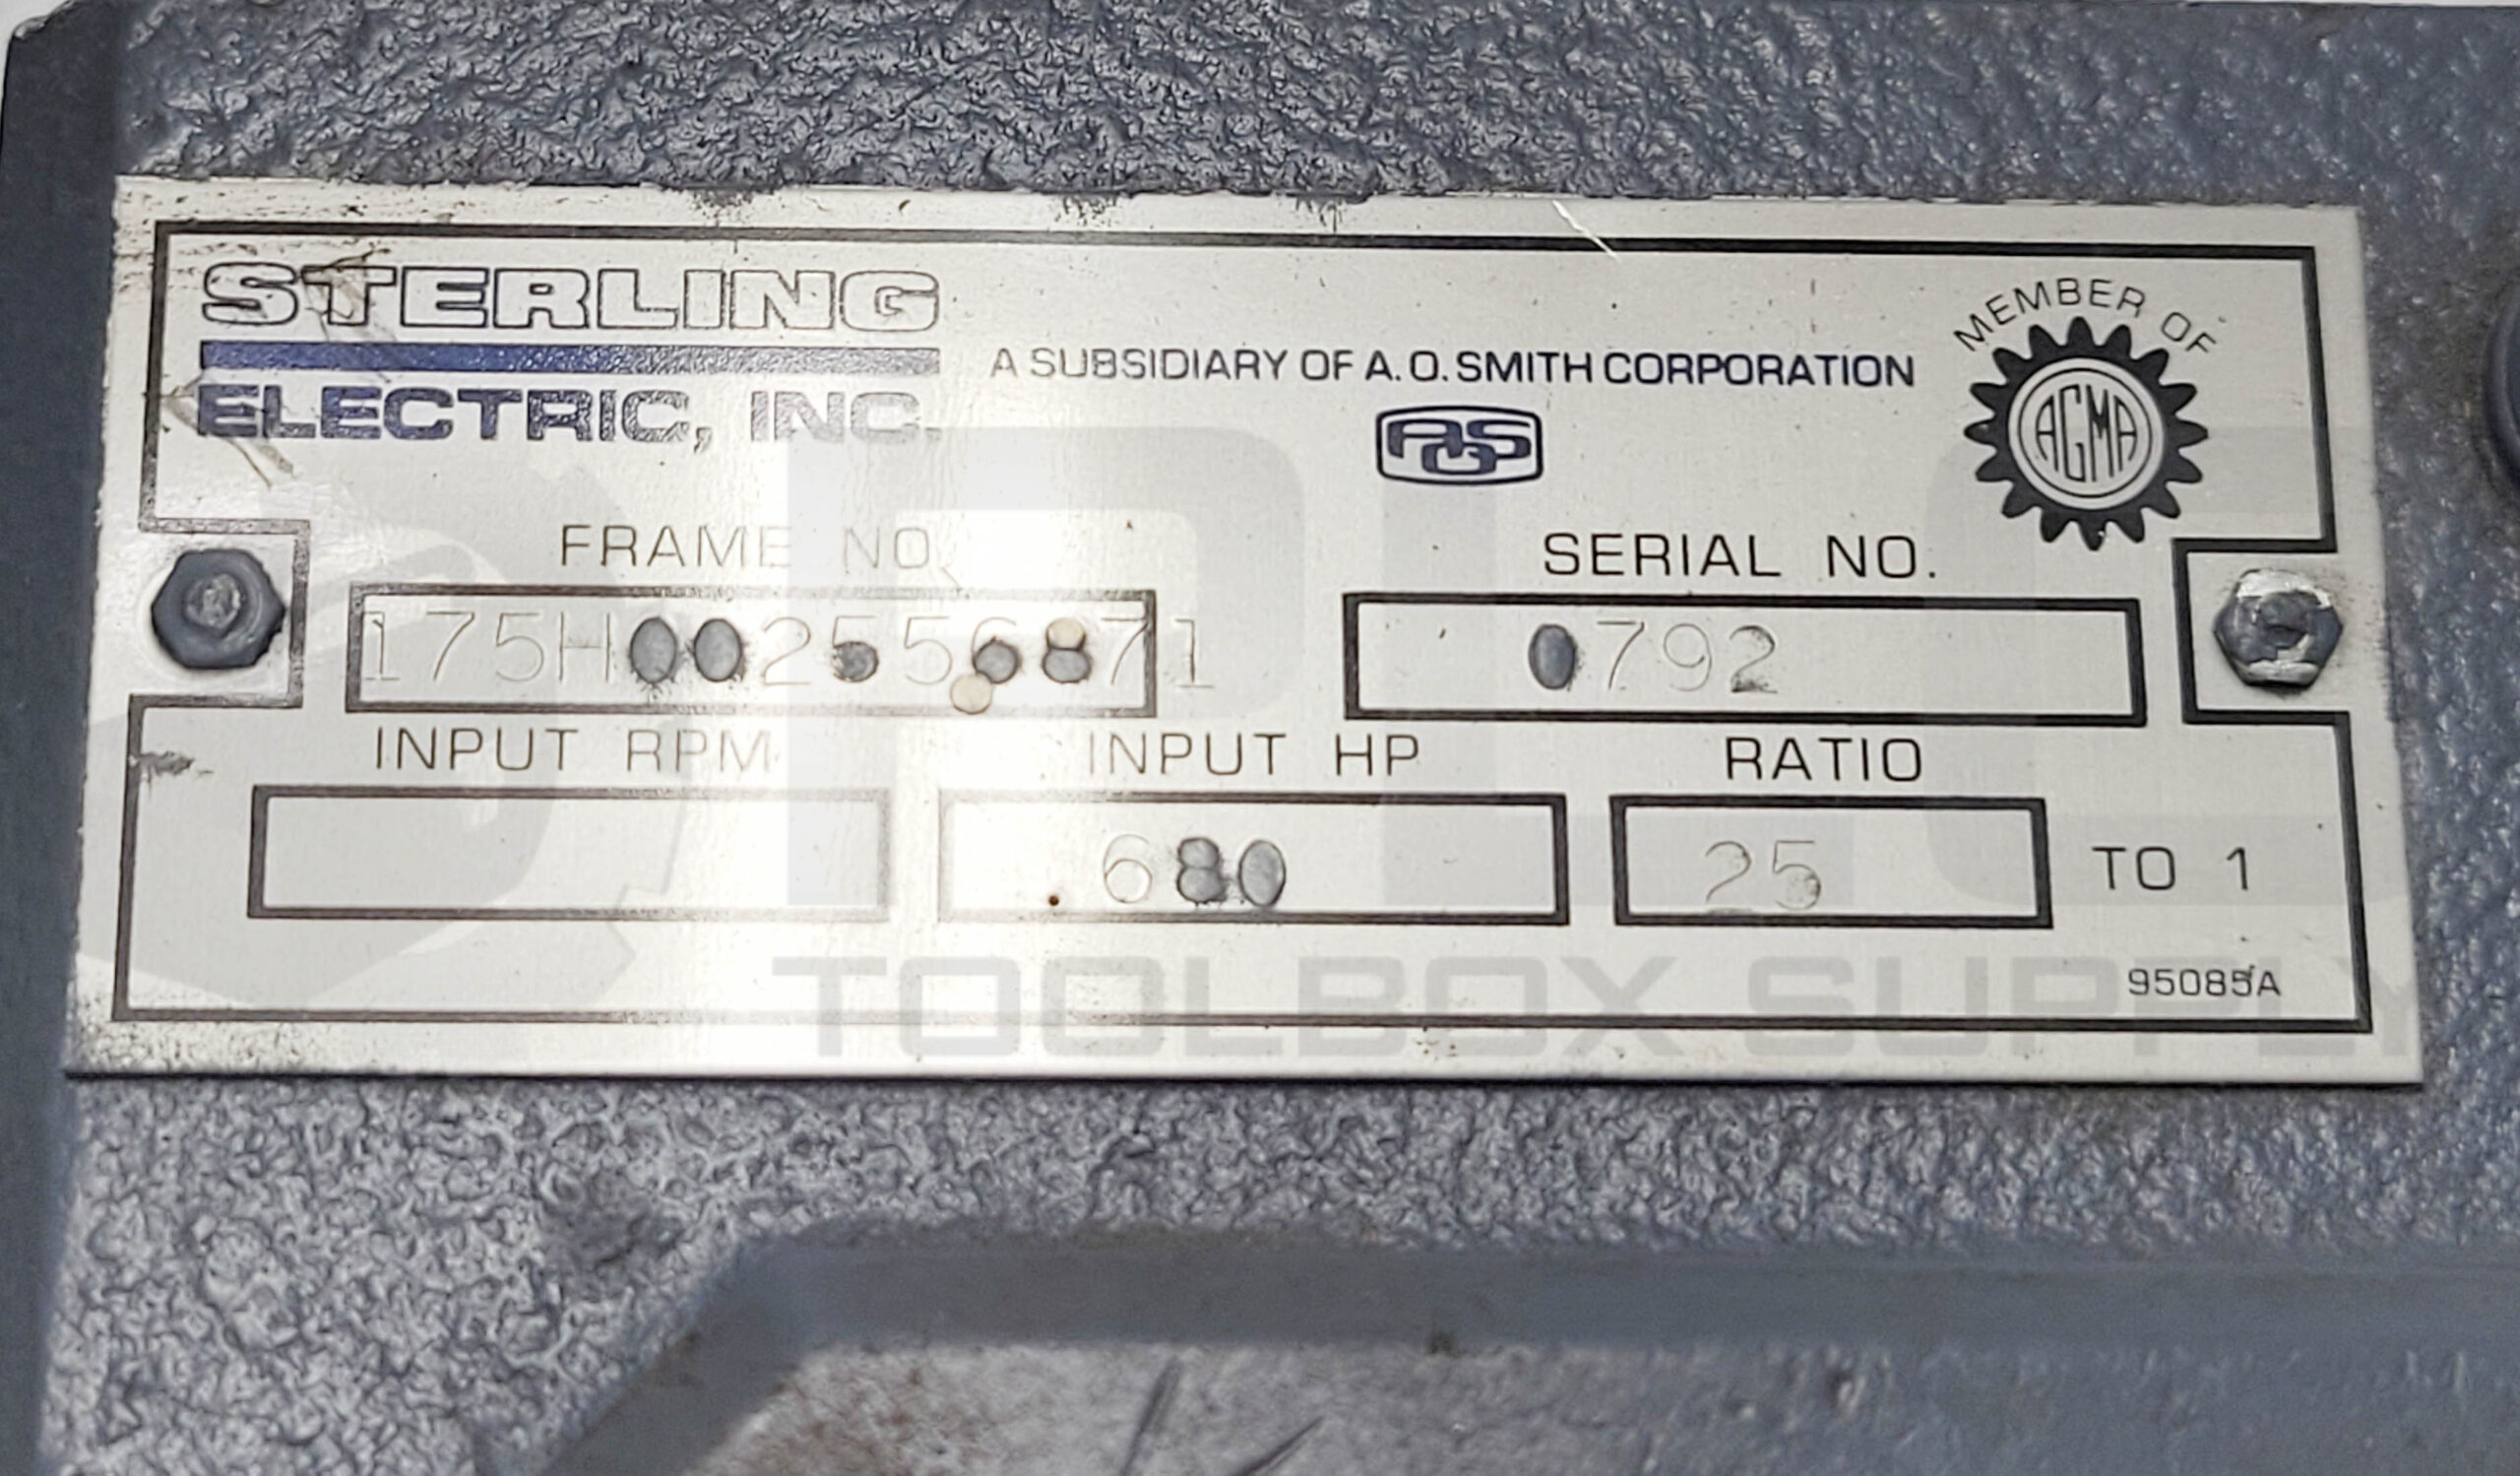 STERLING
ELECTRIC, INC.
A SUBSIDIARY OF A. O. SMITH CORPORATION
AOS
MEMBER OF
AGMA
FRAME NO.
175H002556871
SERIAL NO.
0792
INPUT RPM
INPUT HP
.680
RATIO
25 TO 1
95085A
TOOLBOX SUPPLY